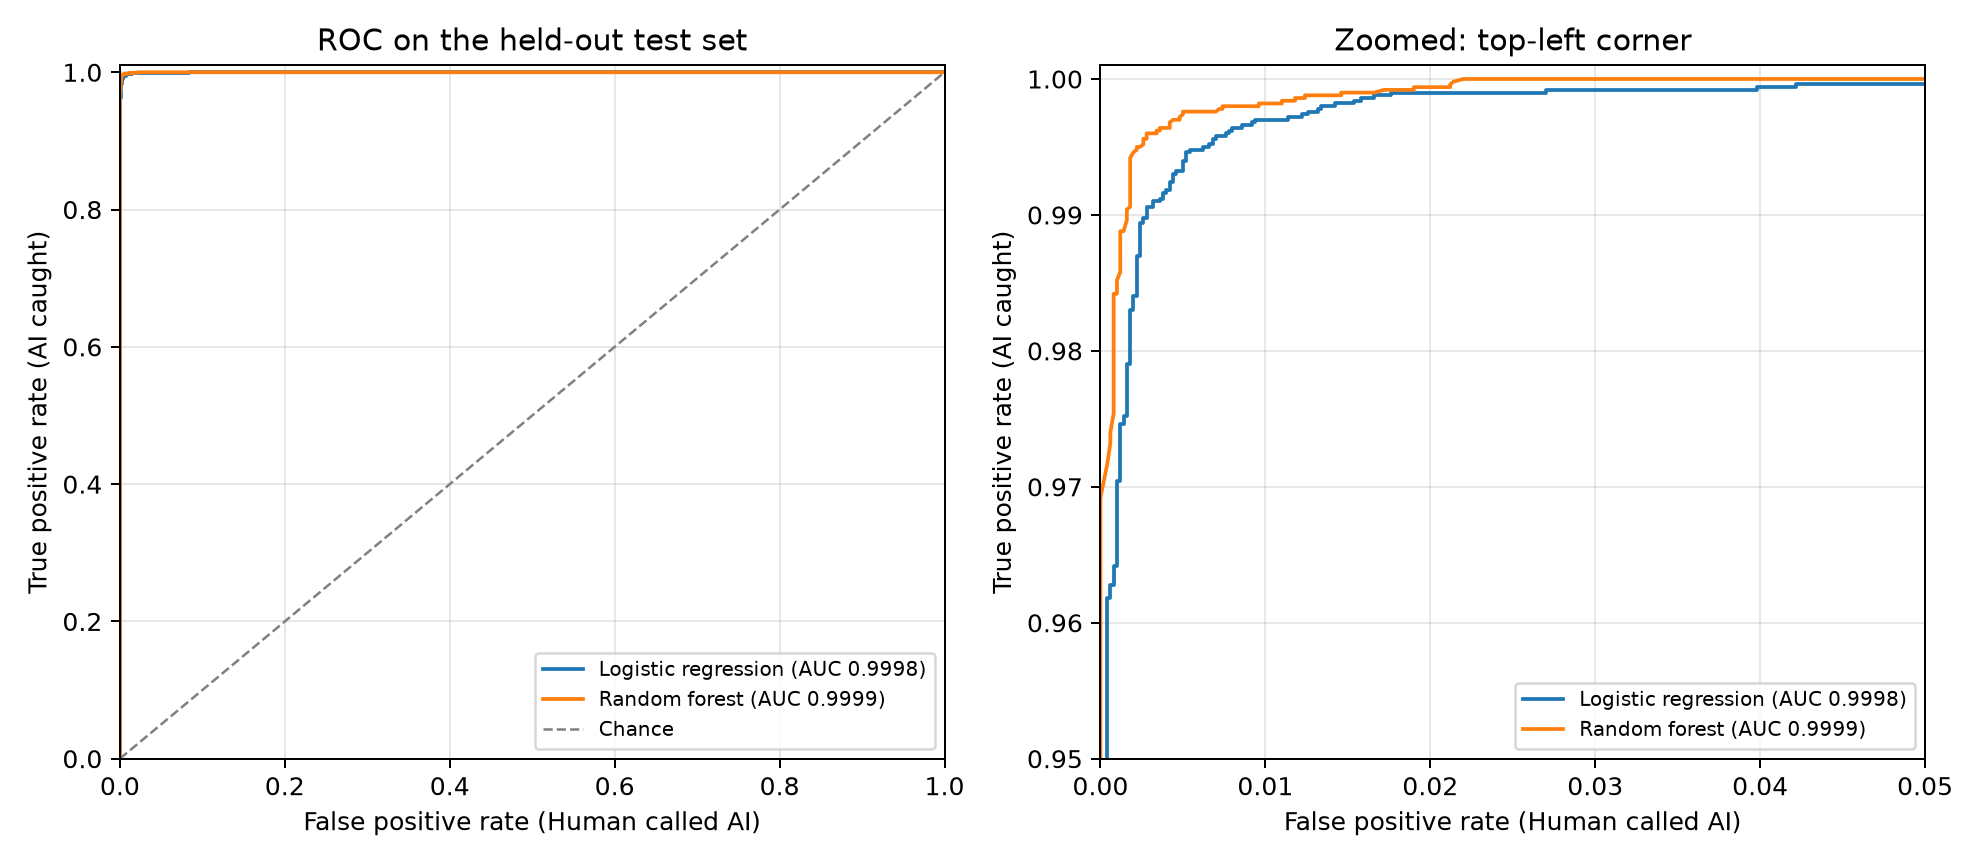 ROC on the held-out test set
True positive rate (AI caught)
1.0
0.8
0.6
0.4
0.2
0.0
0.0 0.2 0.4 0.6 0.8 1.0
False positive rate (Human called AI)
Logistic regression (AUC 0.9998)
Random forest (AUC 0.9999)
Chance
Zoomed: top-left corner
True positive rate (AI caught)
1.00
0.99
0.98
0.97
0.96
0.95
0.00 0.01 0.02 0.03 0.04 0.05
False positive rate (Human called AI)
Logistic regression (AUC 0.9998)
Random forest (AUC 0.9999)